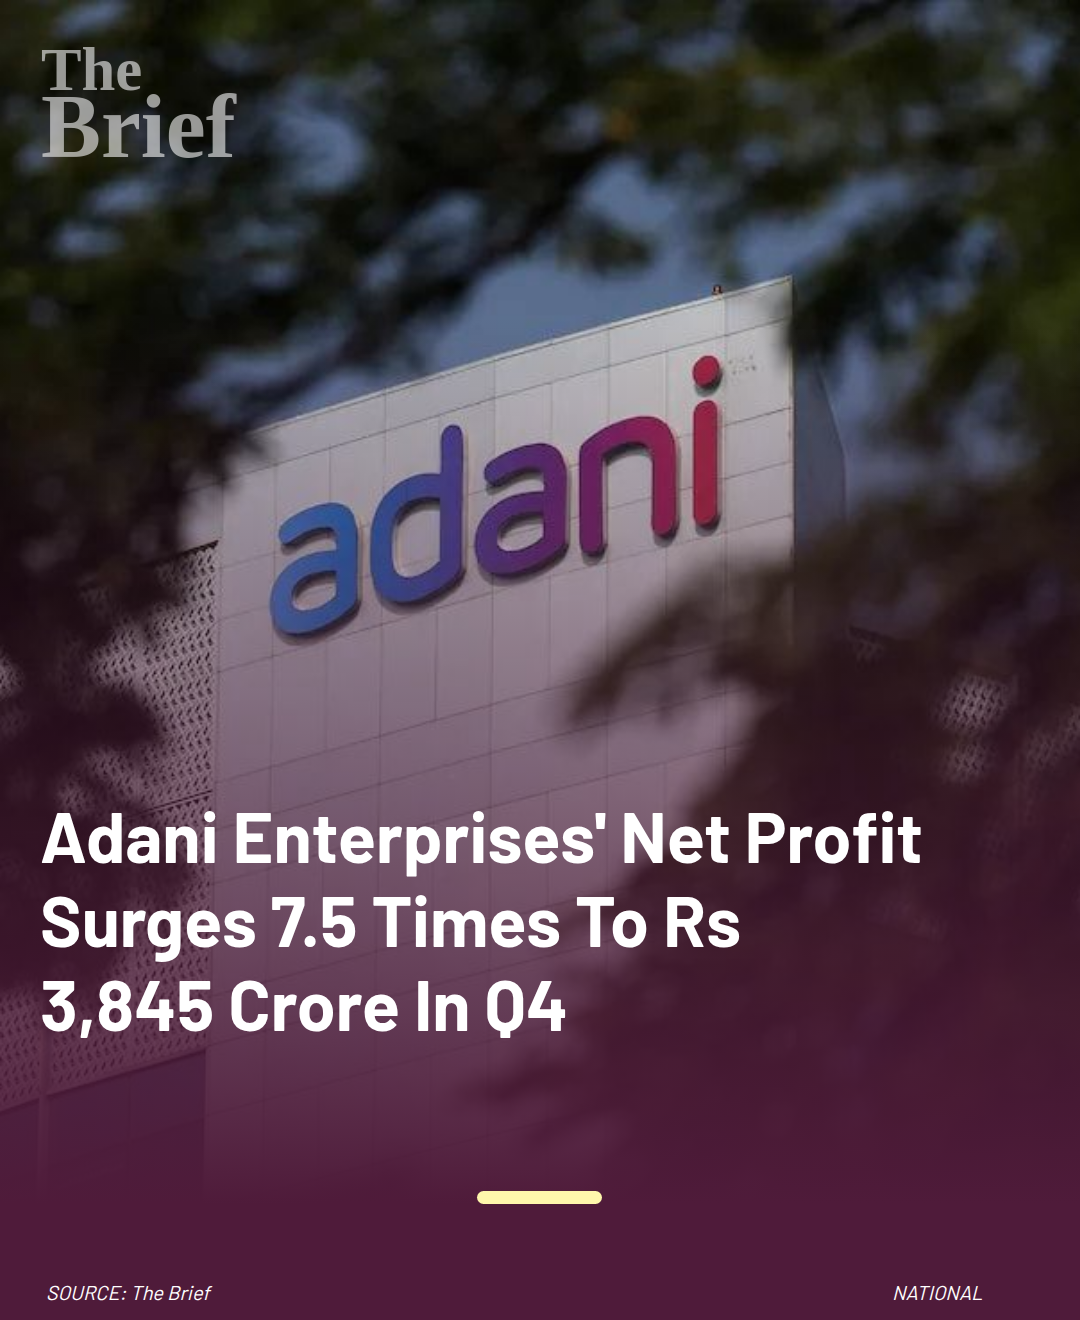 The
Brief
adani
Adani Enterprises' Net Profit
Surges 7.5 Times To Rs
3,845 Crore In Q4
SOURCE: The Brief
NATIONAL